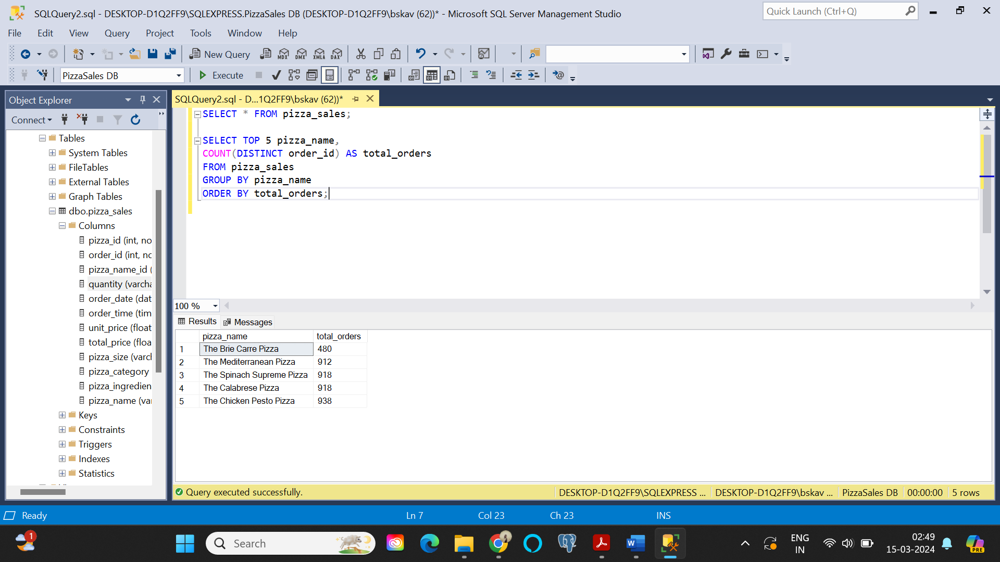 SQLQuery2.sql - DESKTOP-D1Q2FF9\SQLEXPRESS.PizzaSales DB (DESKTOP-D1Q2FF9\bskav (62))* - Microsoft SQL Server Management Studio
Quick Launch (Ctrl+Q)
File Edit View Query Project Tools Window Help
New Query MDX DMX XMLA DAX
PizzaSales DB Execute
Object Explorer
Connect
Tables
System Tables
FileTables
External Tables
Graph Tables
dbo.pizza_sales
Columns
pizza_id (int, no
order_id (int, nc
pizza_name_id (
quantity (varcha
order_date (dat
order_time (tim
unit_price (float
total_price (floa
pizza_size (varcl
pizza_category
pizza_ingredien
pizza_name (va
Keys
Constraints
Triggers
Indexes
Statistics
SQLQuery2.sql - D...1Q2FF9\bskav (62))*
SELECT * FROM pizza_sales;
SELECT TOP 5 pizza_name,
COUNT(DISTINCT order_id) AS total_orders
FROM pizza_sales
GROUP BY pizza_name
ORDER BY total_orders;
100 %
Results Messages
pizza_name total_orders
1 The Brie Carre Pizza 480
2 The Mediterranean Pizza 912
3 The Spinach Supreme Pizza 918
4 The Calabrese Pizza 918
5 The Chicken Pesto Pizza 938
Query executed successfully. DESKTOP-D1Q2FF9\SQLEXPRESS ... DESKTOP-D1Q2FF9\bskav ... PizzaSales DB 00:00:00 5 rows
Ready Ln 7 Col 23 Ch 23 INS
1
Search
ENG
IN
02:49
15-03-2024
PRE